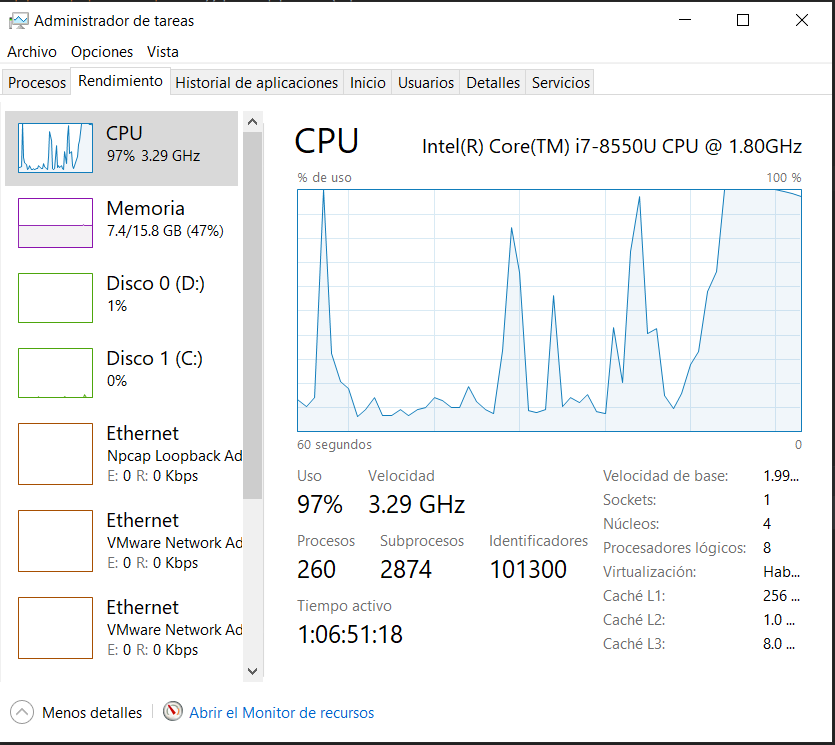 Administrador de tareas
Archivo Opciones Vista
Procesos Rendimiento Historial de aplicaciones Inicio Usuarios Detalles Servicios
CPU
97% 3.29 GHz
Memoria
7.4/15.8 GB (47%)
Disco 0 (D:)
1%
Disco 1 (C:)
0%
Ethernet
Npcap Loopback Ad
E: 0 R: 0 Kbps
Ethernet
VMware Network Ad
E: 0 R: 0 Kbps
Ethernet
VMware Network Ad
E: 0 R: 0 Kbps
CPU Intel(R) Core(TM) i7-8550U CPU @ 1.80GHz
% de uso 100 %
60 segundos 0
Uso Velocidad
97% 3.29 GHz
Procesos Subprocesos Identificadores
260 2874 101300
Tiempo activo
1:06:51:18
Velocidad de base: 1.99...
Sockets: 1
Núcleos: 4
Procesadores lógicos: 8
Virtualización: Hab...
Caché L1: 256 ...
Caché L2: 1.0 ...
Caché L3: 8.0 ...
Menos detalles Abrir el Monitor de recursos